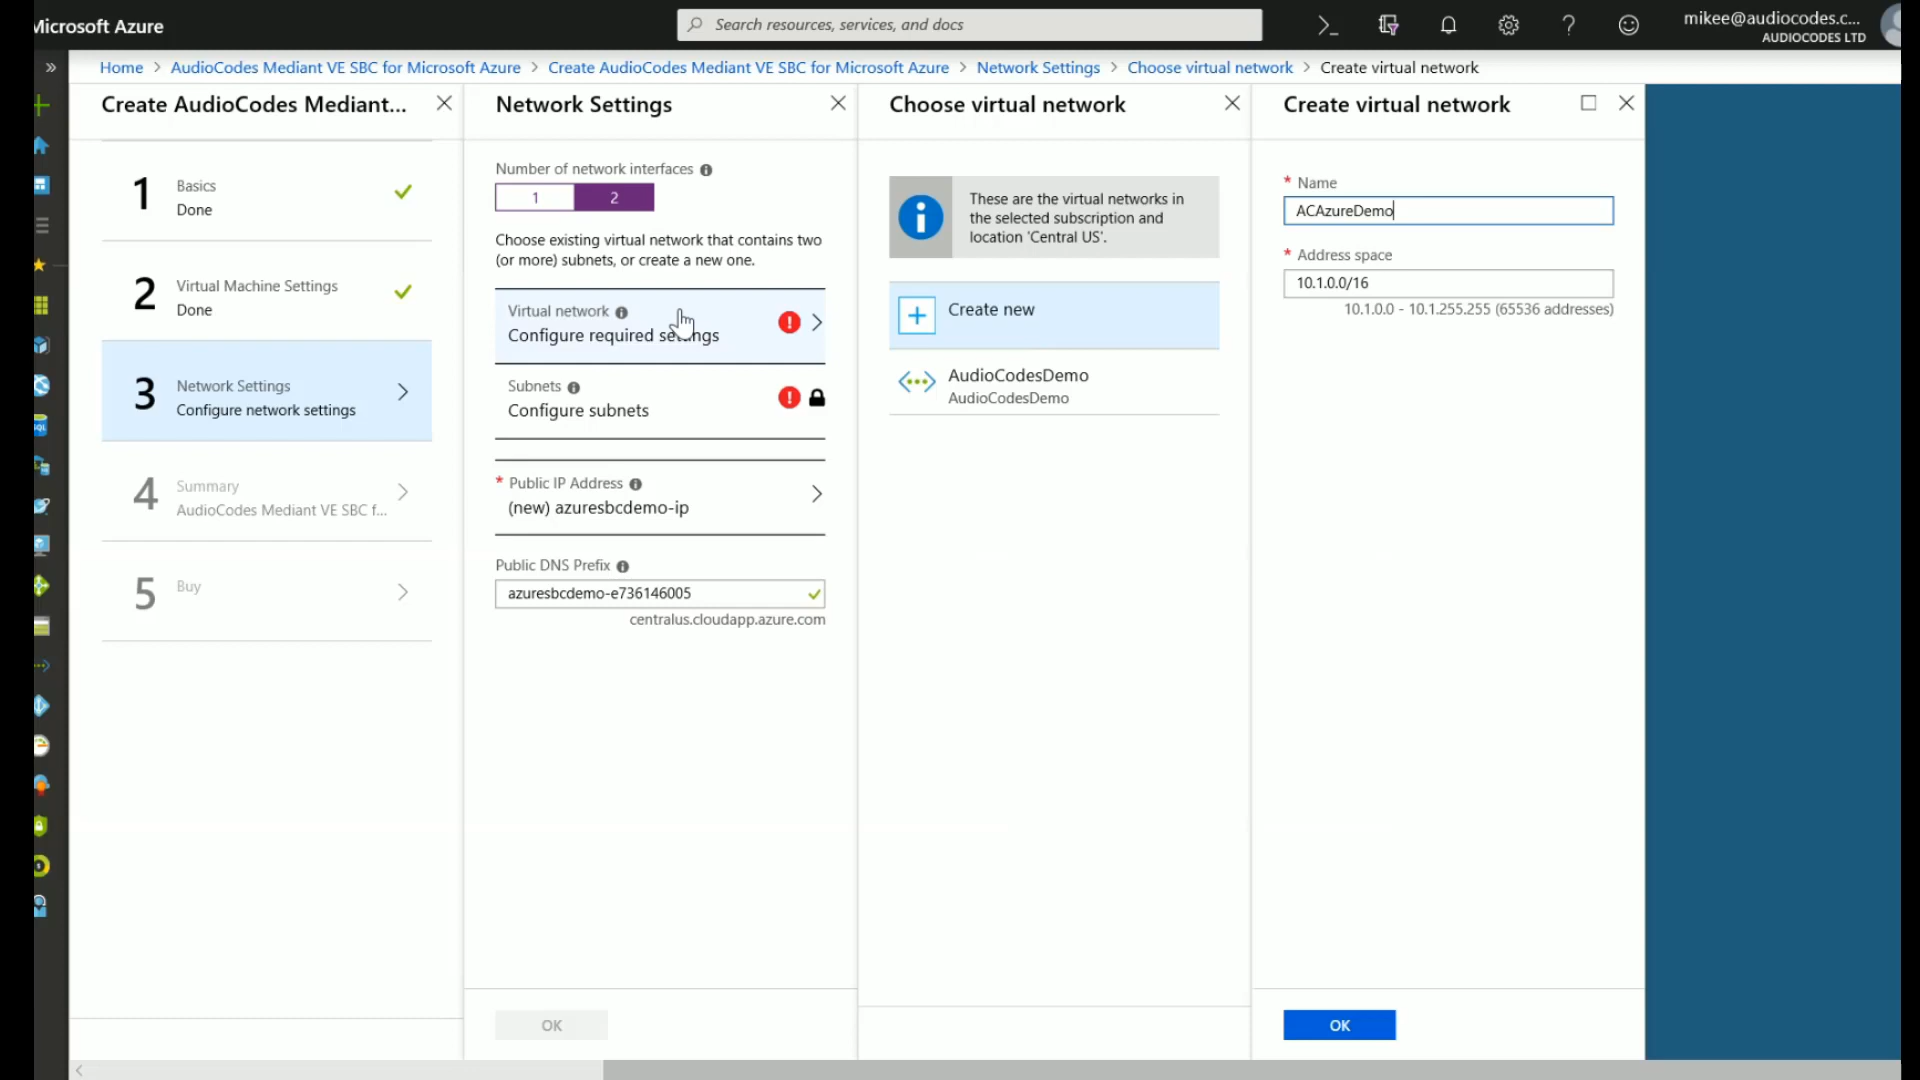 Microsoft Azure
Search resources, services, and docs
mikee@audiocodes.c...
AUDIOCODES LTD
Home > AudioCodes Mediant VE SBC for Microsoft Azure > Create AudioCodes Mediant VE SBC for Microsoft Azure > Network Settings > Choose virtual network > Create virtual network
Create AudioCodes Mediant...
1
Basics
Done
2
Virtual Machine Settings
Done
3
Network Settings
Configure network settings
4
Summary
AudioCodes Mediant VE SBC f...
5
Buy
Network Settings
Number of network interfaces
1
2
Choose existing virtual network that contains two
(or more) subnets, or create a new one.
Virtual network
Configure required settings
Subnets
Configure subnets
* Public IP Address
(new) azuresbcdemo-ip
Public DNS Prefix
azuresbcdemo-e736146005
centralus.cloudapp.azure.com
OK
Choose virtual network
These are the virtual networks in
the selected subscription and
location 'Central US'.
Create new
AudioCodesDemo
AudioCodesDemo
Create virtual network
* Name
ACAzureDemo
* Address space
10.1.0.0/16
10.1.0.0 - 10.1.255.255 (65536 addresses)
OK